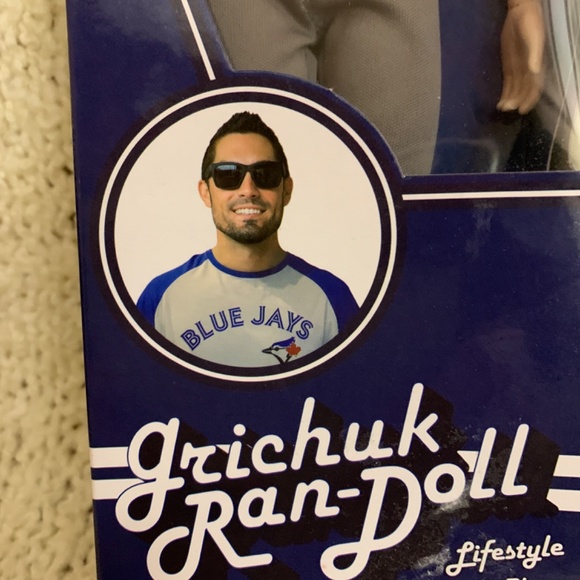 BLUE JAYS
grichuk
Ran-Doll
Lifestyle